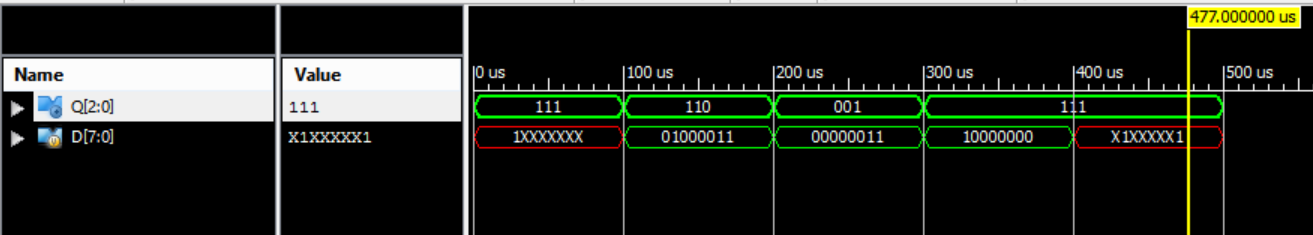 477.000000 us
Name Value 0 us 100 us 200 us 300 us 400 us 500 us
Q[2:0] 111 111 110 001 111
D[7:0] X1XXXXX1 1XXXXXXX 01000011 00000011 10000000 X1XXXXX1